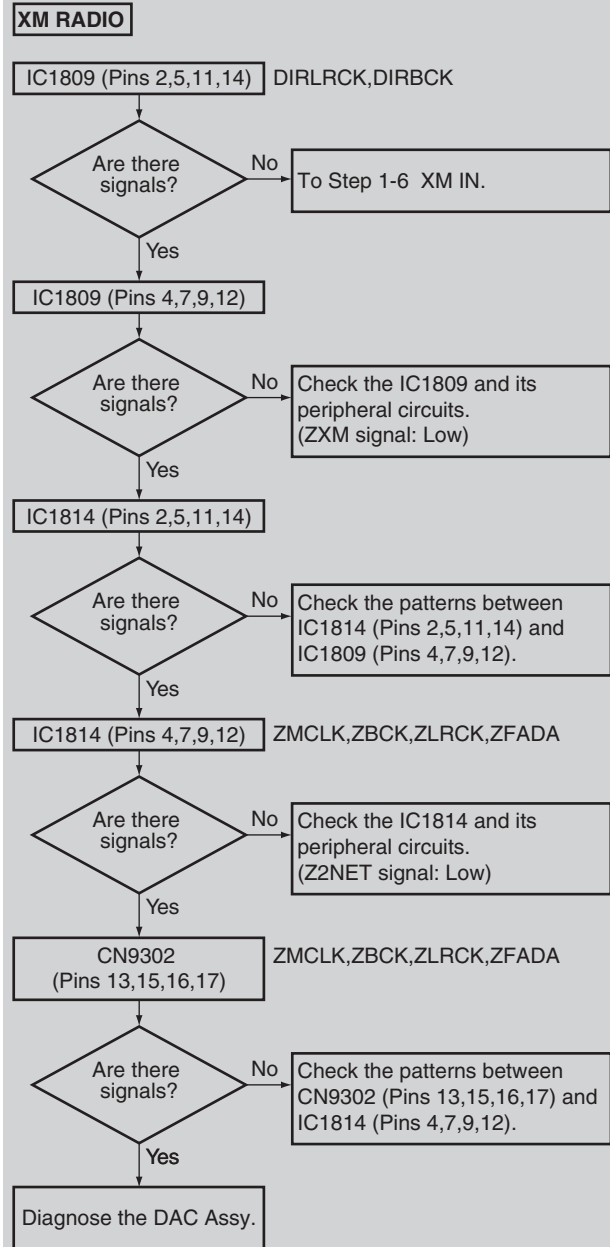 XM RADIO
IC1809 (Pins 2,5,11,14) DIRLRCK,DIRBCK
Are there
signals?
No
To Step 1-6 XM IN.
Yes
IC1809 (Pins 4,7,9,12)
Are there
signals?
No
Check the IC1809 and its
peripheral circuits.
(ZXM signal: Low)
Yes
IC1814 (Pins 2,5,11,14)
Are there
signals?
No
Check the patterns between
IC1814 (Pins 2,5,11,14) and
IC1809 (Pins 4,7,9,12).
Yes
IC1814 (Pins 4,7,9,12) ZMCLK,ZBCK,ZLRCK,ZFADA
Are there
signals?
No
Check the IC1814 and its
peripheral circuits.
(Z2NET signal: Low)
Yes
CN9302
(Pins 13,15,16,17)
ZMCLK,ZBCK,ZLRCK,ZFADA
Are there
signals?
No
Check the patterns between
CN9302 (Pins 13,15,16,17) and
IC1814 (Pins 4,7,9,12).
Yes
Diagnose the DAC Assy.